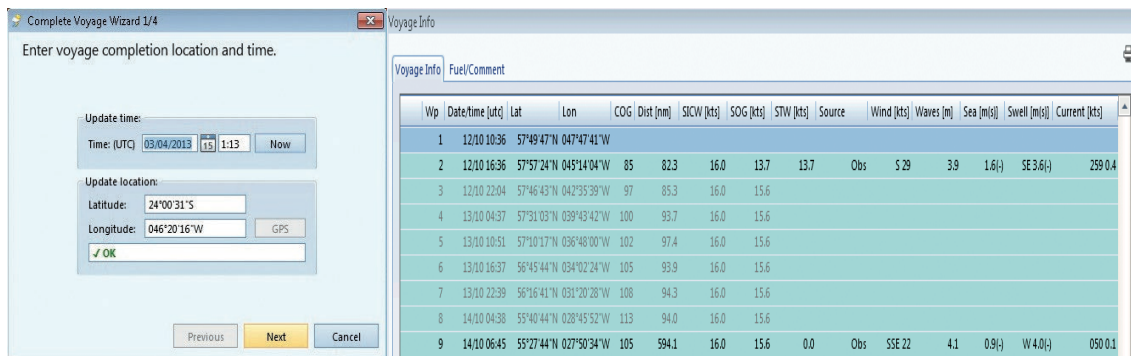 Complete Voyage Wizard 1/4
Enter voyage completion location and time.
Update time:
Time: (UTC) 03/04/2013 15 1:13 Now
Update location:
Latitude: 24°00'31"S
Longitude: 046°20'16"W GPS
√ OK
Previous Next Cancel
Voyage Info
Voyage Info Fuel/Comment
Wp Date/time [utc] Lat Lon COG Dist [nm] SICW [kts] SOG [kts] STW [kts] Source Wind [kts] Waves [m] Sea [m(s)] Swell [m(s)] Current [kts]
1 12/10 10:36 57°49'47"N 047°47'41"W
2 12/10 16:36 57°57'24"N 045°14'04"W 85 82.3 16.0 13.7 13.7 Obs S 29 3.9 1.6(-) SE 3.6(-) 259 0.4
3 12/10 22:04 57°46'43"N 042°35'39"W 97 85.3 16.0 15.6
4 13/10 04:37 57°31'03"N 039°43'42"W 100 93.7 16.0 15.6
5 13/10 10:51 57°10'17"N 036°48'00"W 102 97.4 16.0 15.6
6 13/10 16:37 56°45'44"N 034°02'24"W 105 93.9 16.0 15.6
7 13/10 22:39 56°16'41"N 031°20'28"W 108 94.3 16.0 15.6
8 14/10 04:38 55°40'44"N 028°45'52"W 113 94.0 16.0 15.6
9 14/10 06:45 55°27'44"N 027°50'34"W 105 594.1 16.0 15.6 0.0 Obs SSE 22 4.1 0.9(-) W 4.0(-) 050 0.1